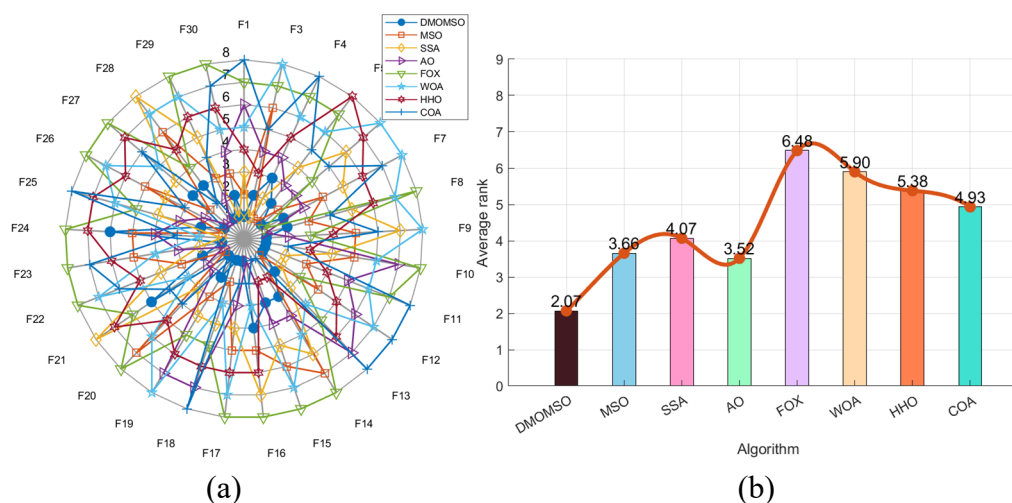 F1
F3
F4
F7
F8
F9
F10
F11
F12
F13
F14
F15
F16
F17
F18
F19
F20
F21
F22
F23
F24
F25
F26
F27
F28
F29
F30
8
7
6
5
4
3
2
DMOMSO
MSO
SSA
AO
FOX
WOA
HHO
COA
(a)
Average rank
9
8
7
6
5
4
3
2
1
0
2.07
3.66
4.07
3.52
6.48
5.90
5.38
4.93
DMOMSO
MSO
SSA
AO
FOX
WOA
HHO
COA
Algorithm
(b)